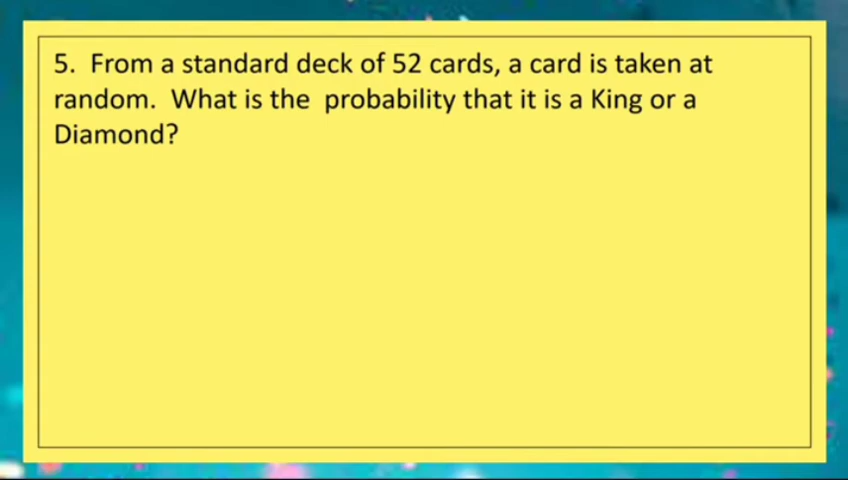 5. From a standard deck of 52 cards, a card is taken at
random. What is the probability that it is a King or a
Diamond?